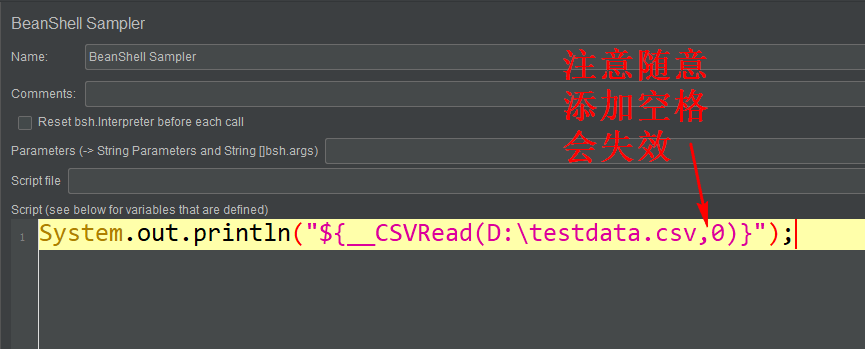 BeanShell Sampler
Name: BeanShell Sampler
注意随意
添加空格
会失效
Comments:
Reset bsh.Interpreter before each call
Parameters (-> String Parameters and String []bsh.args)
Script file
Script (see below for variables that are defined)
1 System.out.println("${__CSVRead(D:\testdata.csv,0)}");